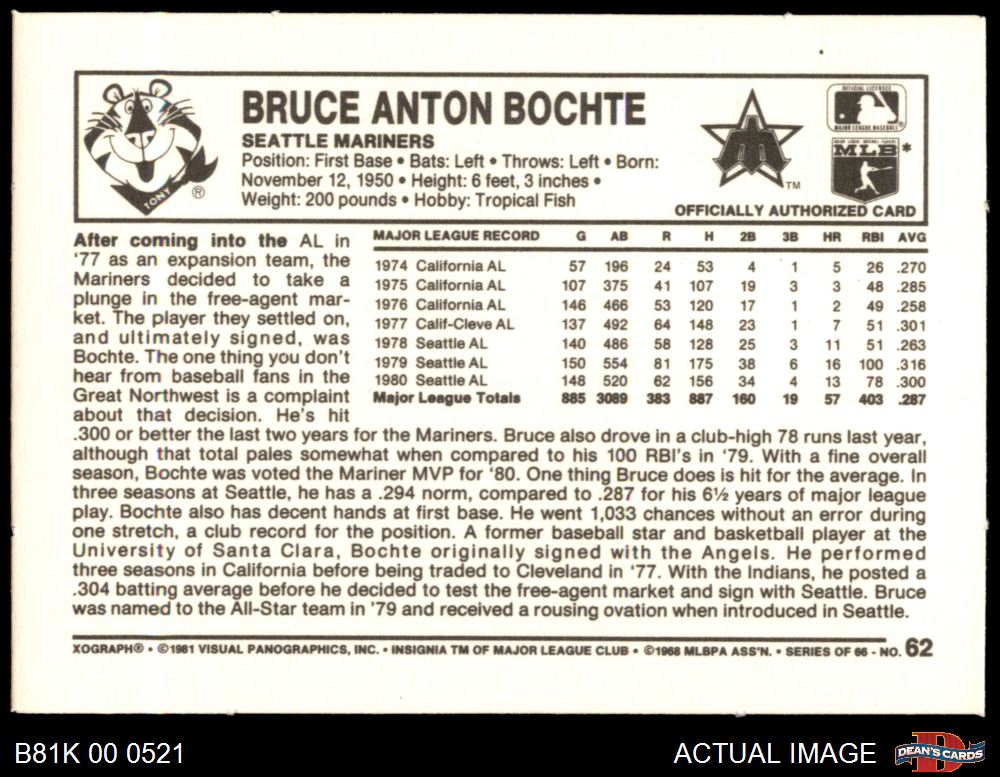 BRUCE ANTON BOCHTE
SEATTLE MARINERS
Position: First Base • Bats: Left • Throws: Left • Born:
November 12, 1950 • Height: 6 feet, 3 inches •
Weight: 200 pounds • Hobby: Tropical Fish
TONY
®
TM
OFFICIAL LICENSEE
MAJOR LEAGUE BASEBALL
®
MLB*
OFFICIALLY AUTHORIZED CARD
After coming into the AL in
'77 as an expansion team, the
Mariners decided to take a
plunge in the free-agent mar-
ket. The player they settled on,
and ultimately signed, was
Bochte. The one thing you don't
hear from baseball fans in the
Great Northwest is a complaint
about that decision. He's hit
MAJOR LEAGUE RECORD G AB R H 2B 3B HR RBI AVG
1974 California AL 57 196 24 53 4 1 5 26 .270
1975 California AL 107 375 41 107 19 3 3 48 .285
1976 California AL 146 466 53 120 17 1 2 49 .258
1977 Calif-Cleve AL 137 492 64 148 23 1 7 51 .301
1978 Seattle AL 140 486 58 128 25 3 11 51 .263
1979 Seattle AL 150 554 81 175 38 6 16 100 .316
1980 Seattle AL 148 520 62 156 34 4 13 78 .300
Major League Totals 885 3089 383 887 160 19 57 403 .287
.300 or better the last two years for the Mariners. Bruce also drove in a club-high 78 runs last year,
although that total pales somewhat when compared to his 100 RBI's in '79. With a fine overall
season, Bochte was voted the Mariner MVP for '80. One thing Bruce does is hit for the average. In
three seasons at Seattle, he has a .294 norm, compared to .287 for his 6½ years of major league
play. Bochte also has decent hands at first base. He went 1,033 chances without an error during
one stretch, a club record for the position. A former baseball star and basketball player at the
University of Santa Clara, Bochte originally signed with the Angels. He performed
three seasons in California before being traded to Cleveland in '77. With the Indians, he posted a
.304 batting average before he decided to test the free-agent market and sign with Seattle. Bruce
was named to the All-Star team in '79 and received a rousing ovation when introduced in Seattle.
XOGRAPH® • ©1981 VISUAL PANOGRAPHICS, INC. • INSIGNIA TM OF MAJOR LEAGUE CLUB • ©1968 MLBPA ASS'N. • SERIES OF 66 - NO. 62
B81K 00 0521
ACTUAL IMAGE
DEAN'S CARDS